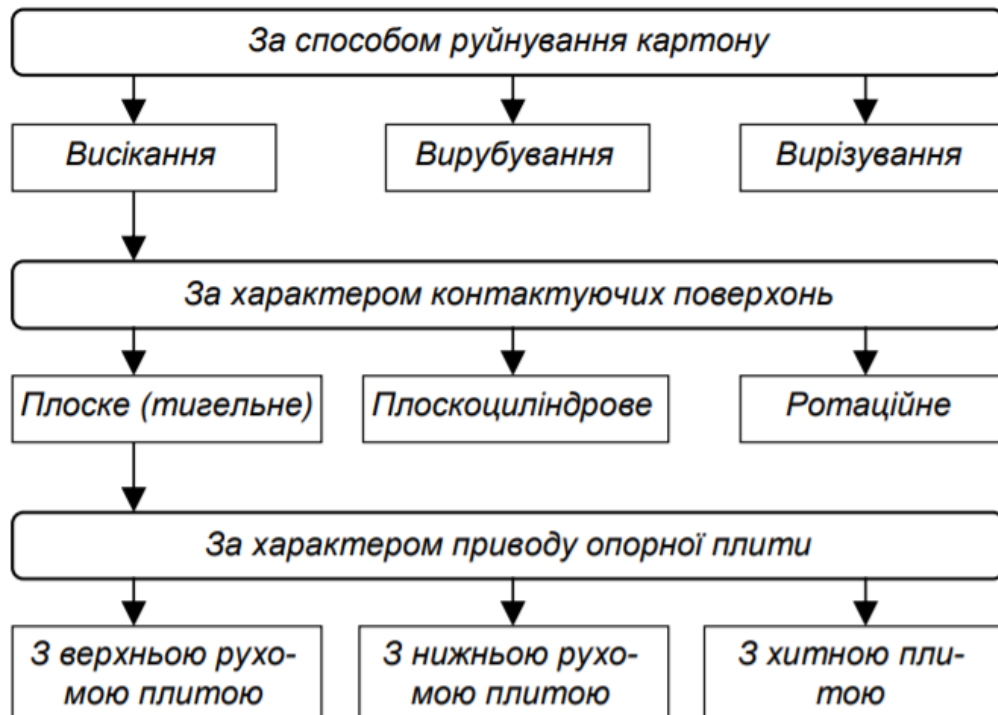 За способом руйнування картону
Висікання
Вирубування
Вирізування
За характером контактуючих поверхонь
Плоске (тигельне)
Плоскоциліндрове
Ротаційне
За характером приводу опорної плити
З верхньою рухо-
мою плитою
З нижньою рухо-
мою плитою
З хитною пли-
тою